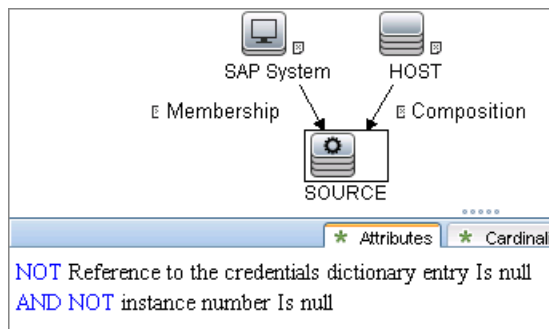 SAP System HOST
Membership Composition
SOURCE
Attributes Cardinali
NOT Reference to the credentials dictionary entry Is null
AND NOT instance number Is null